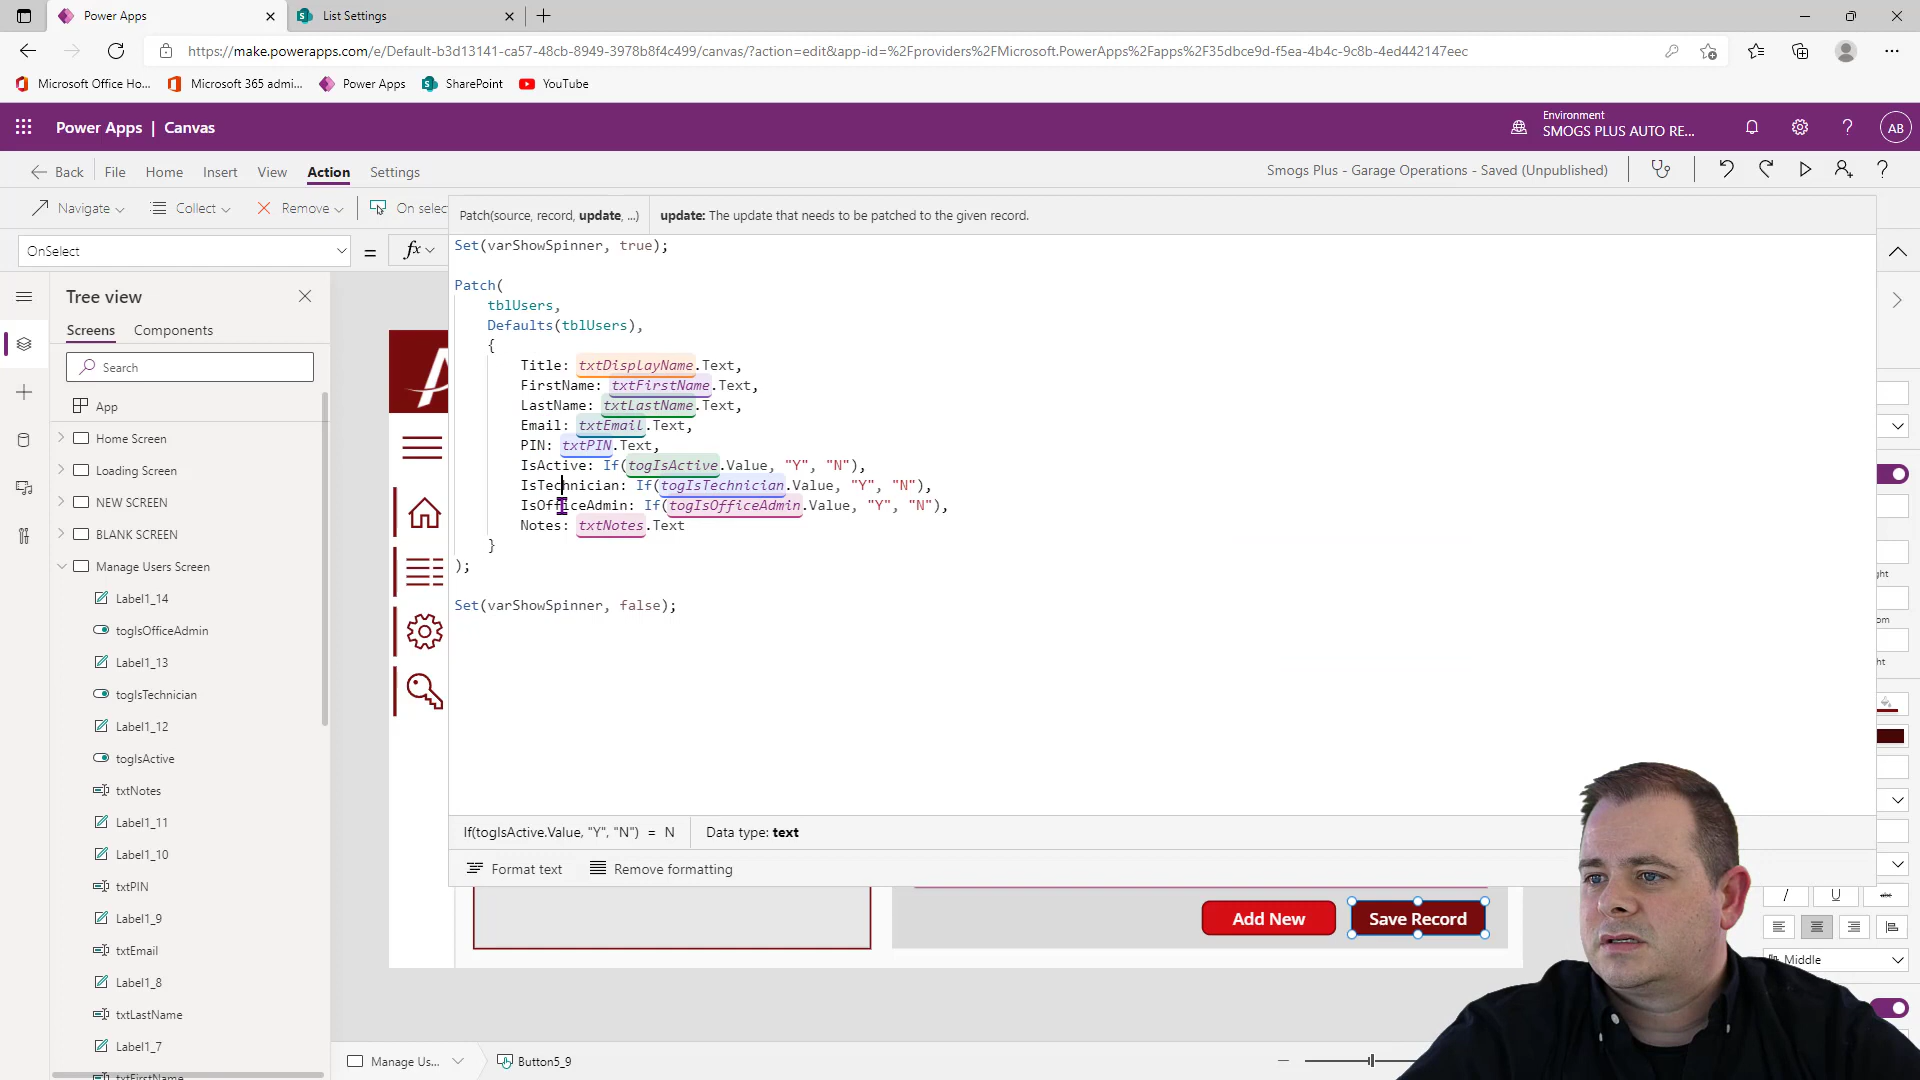 Power Apps
List Settings
https://make.powerapps.com/e/Default-b3d13141-ca57-48cb-8949-3978b8f4c499/canvas/?action=edit&app-id=%2Fproviders%2FMicrosoft.PowerApps%2Fapps%2F35dbce9d-f5ea-4b4c-9c8b-4ed442147eec
Microsoft Office Ho...
Microsoft 365 admi...
Power Apps
SharePoint
YouTube
Power Apps | Canvas
Environment
SMOGS PLUS AUTO RE...
AB
Back
File
Home
Insert
View
Action
Settings
Smogs Plus - Garage Operations - Saved (Unpublished)
Navigate
Collect
Remove
On selec
Patch(source, record, update, ...)
update: The update that needs to be patched to the given record.
OnSelect
=
fx
Set(varShowSpinner, true);
Patch(
tblUsers,
Defaults(tblUsers),
{
Title: txtDisplayName.Text,
FirstName: txtFirstName.Text,
LastName: txtLastName.Text,
Email: txtEmail.Text,
PIN: txtPIN.Text,
IsActive: If(togIsActive.Value, "Y", "N"),
IsTechnician: If(togIsTechnician.Value, "Y", "N"),
IsOfficeAdmin: If(togIsOfficeAdmin.Value, "Y", "N"),
Notes: txtNotes.Text
}
);
Set(varShowSpinner, false);
If(togIsActive.Value, "Y", "N") = N
Data type: text
Format text
Remove formatting
Tree view
Screens
Components
Search
App
Home Screen
Loading Screen
NEW SCREEN
BLANK SCREEN
Manage Users Screen
Label1_14
togIsOfficeAdmin
Label1_13
togIsTechnician
Label1_12
togIsActive
txtNotes
Label1_11
Label1_10
txtPIN
Label1_9
txtEmail
Label1_8
txtLastName
Label1_7
txtFirstName
Add New
Save Record
ght
om
ht
/
U
abc
Middle
Manage Us...
Button5_9